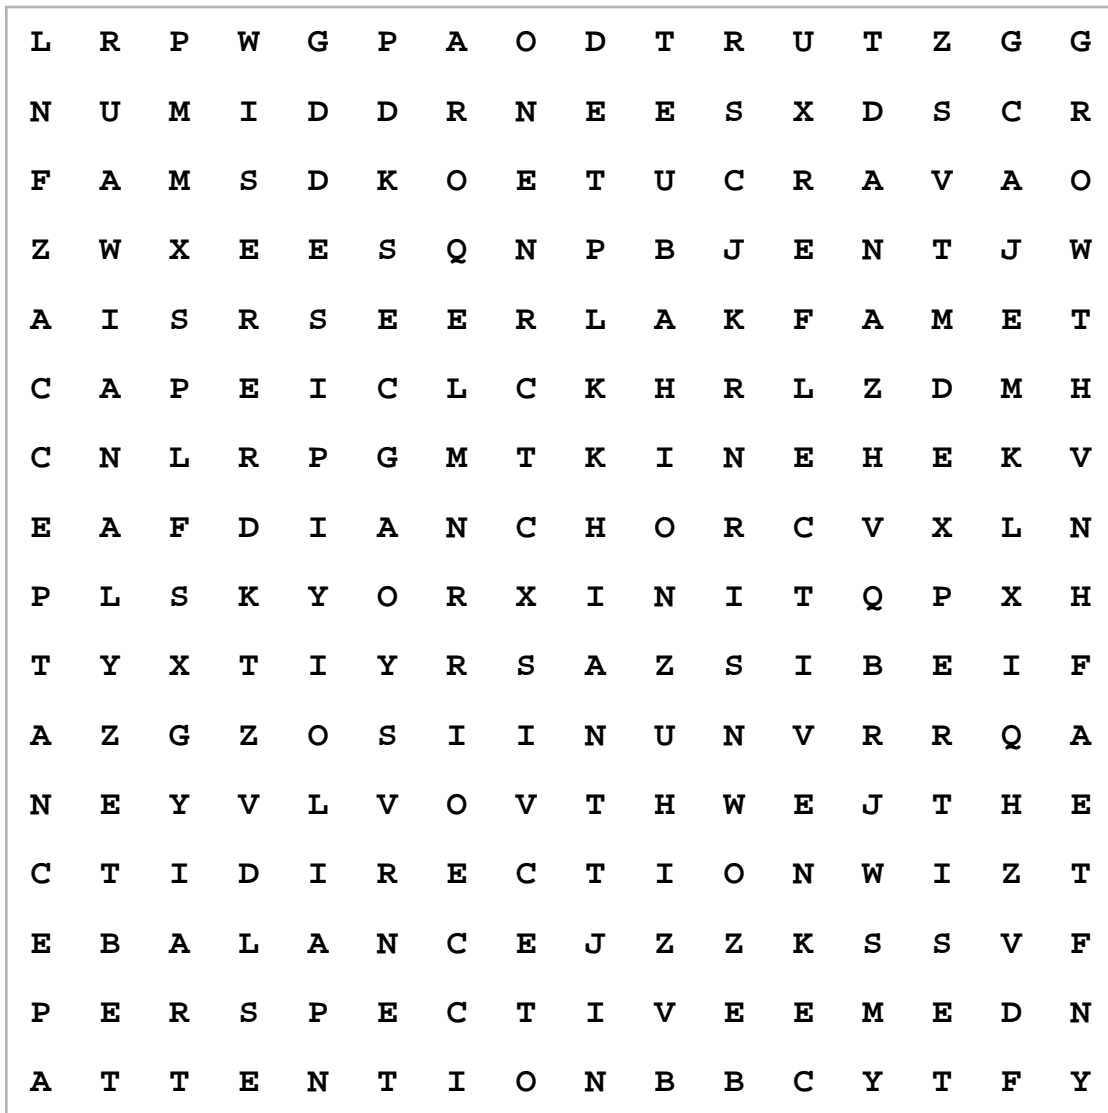 L R P W G P A O D T R U T Z G G
N U M I D D R N E E S X D S C R
F A M S D K O E T U C R A V A O
Z W X E E S Q N P B J E N T J W
A I S R S E E R L A K F A M E T
C A P E I C L C K H R L Z D M H
C N L R P G M T K I N E H E K V
E A F D I A N C H O R C V X L N
P L S K Y O R X I N I T Q P X H
T Y X T I Y R S A Z S I B E I F
A Z G Z O S I I N U N V R R Q A
N E Y V L V O V T H W E J T H E
C T I D I R E C T I O N W I Z T
E B A L A N C E J Z Z K S S V F
P E R S P E C T I V E E M E D N
A T T E N T I O N B B C Y T F Y